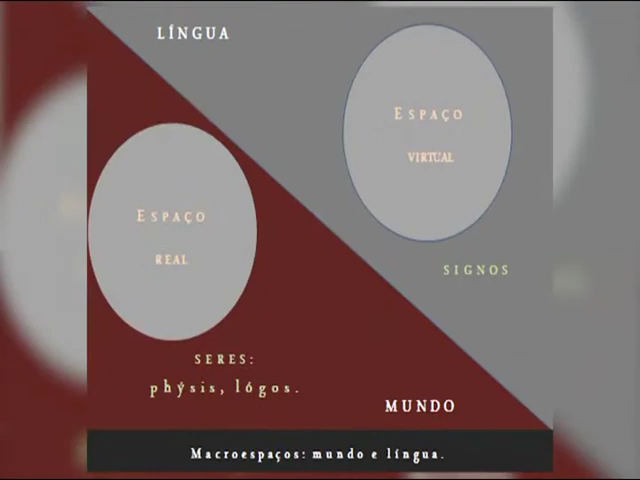 LÍNGUA
ESPAÇO
VIRTUAL
ESPAÇO
REAL
SIGNOS
SERES:
phýsis, lógos.
MUNDO
Macroespaços: mundo e língua.